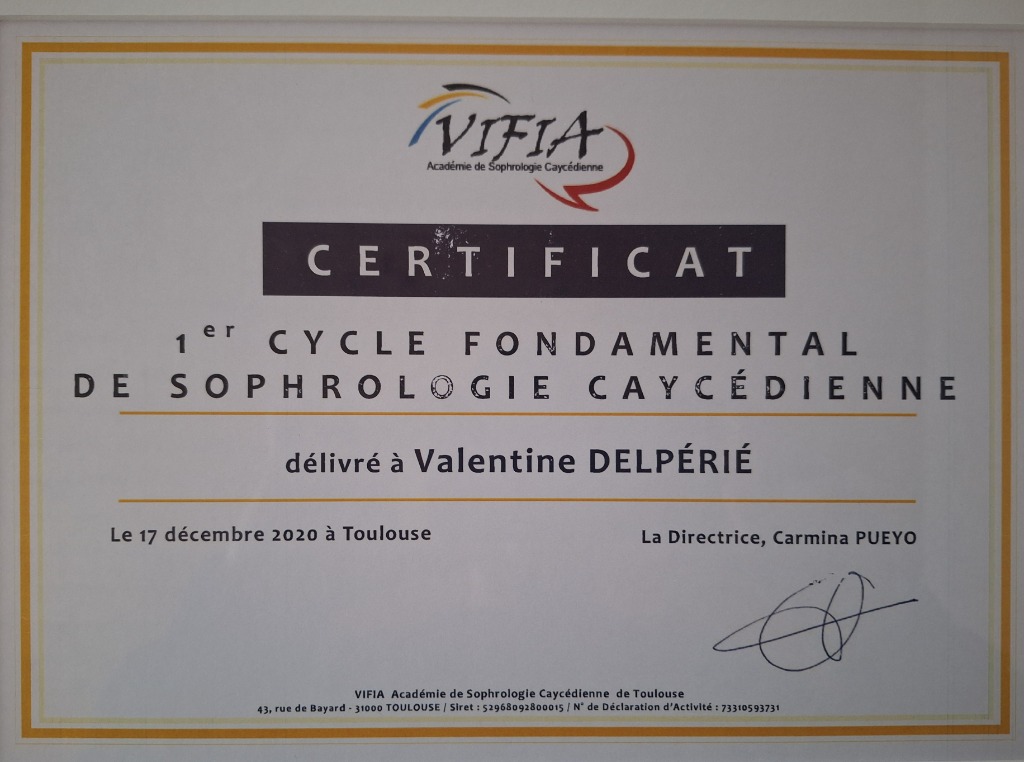 VIFIA
Académie de Sophrologie Caycédienne
CERTIFICAT
1er CYCLE FONDAMENTAL
DE SOPHROLOGIE CAYCÉDIENNE
délivré à Valentine DELPÉRIÉ
Le 17 décembre 2020 à Toulouse
La Directrice, Carmina PUEYO
VIFIA Académie de Sophrologie Caycédienne de Toulouse
43, rue de Bayard - 31000 TOULOUSE / Siret : 52968092800015 / N° de Déclaration d'Activité : 73310593731